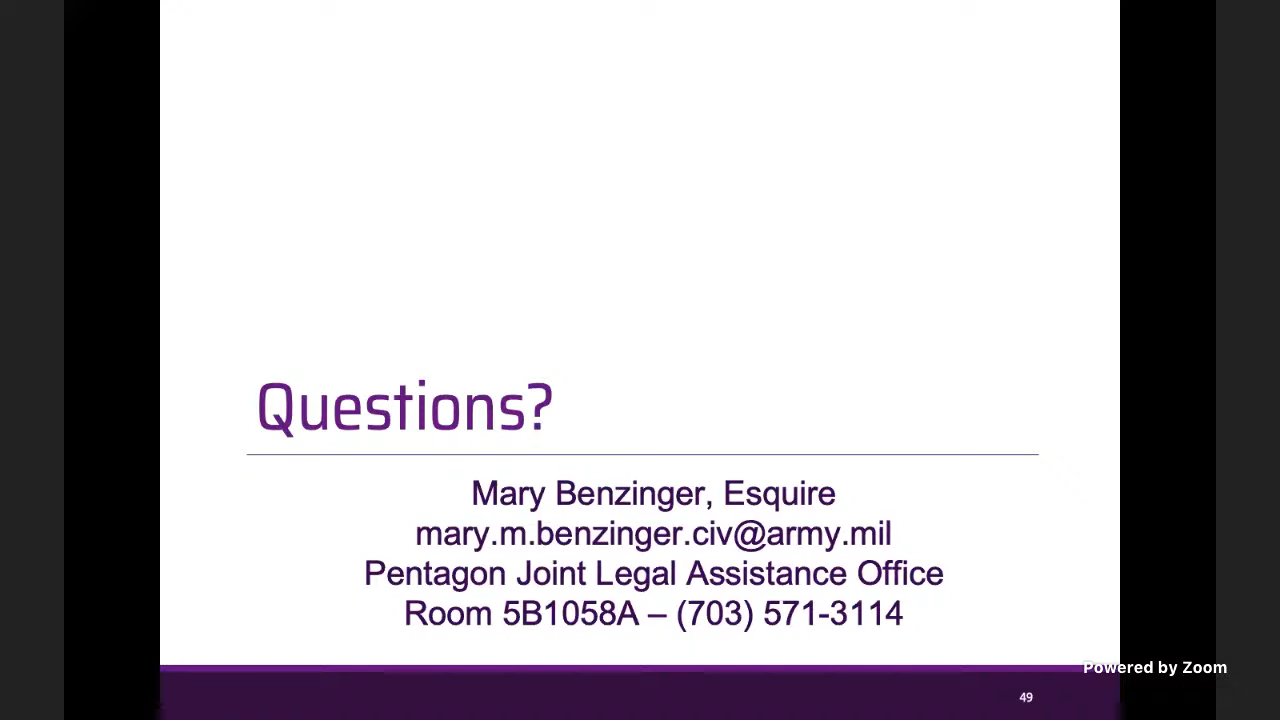 Questions?
Mary Benzinger, Esquire
mary.m.benzinger.civ@army.mil
Pentagon Joint Legal Assistance Office
Room 5B1058A – (703) 571-3114
Powered by Zoom
49